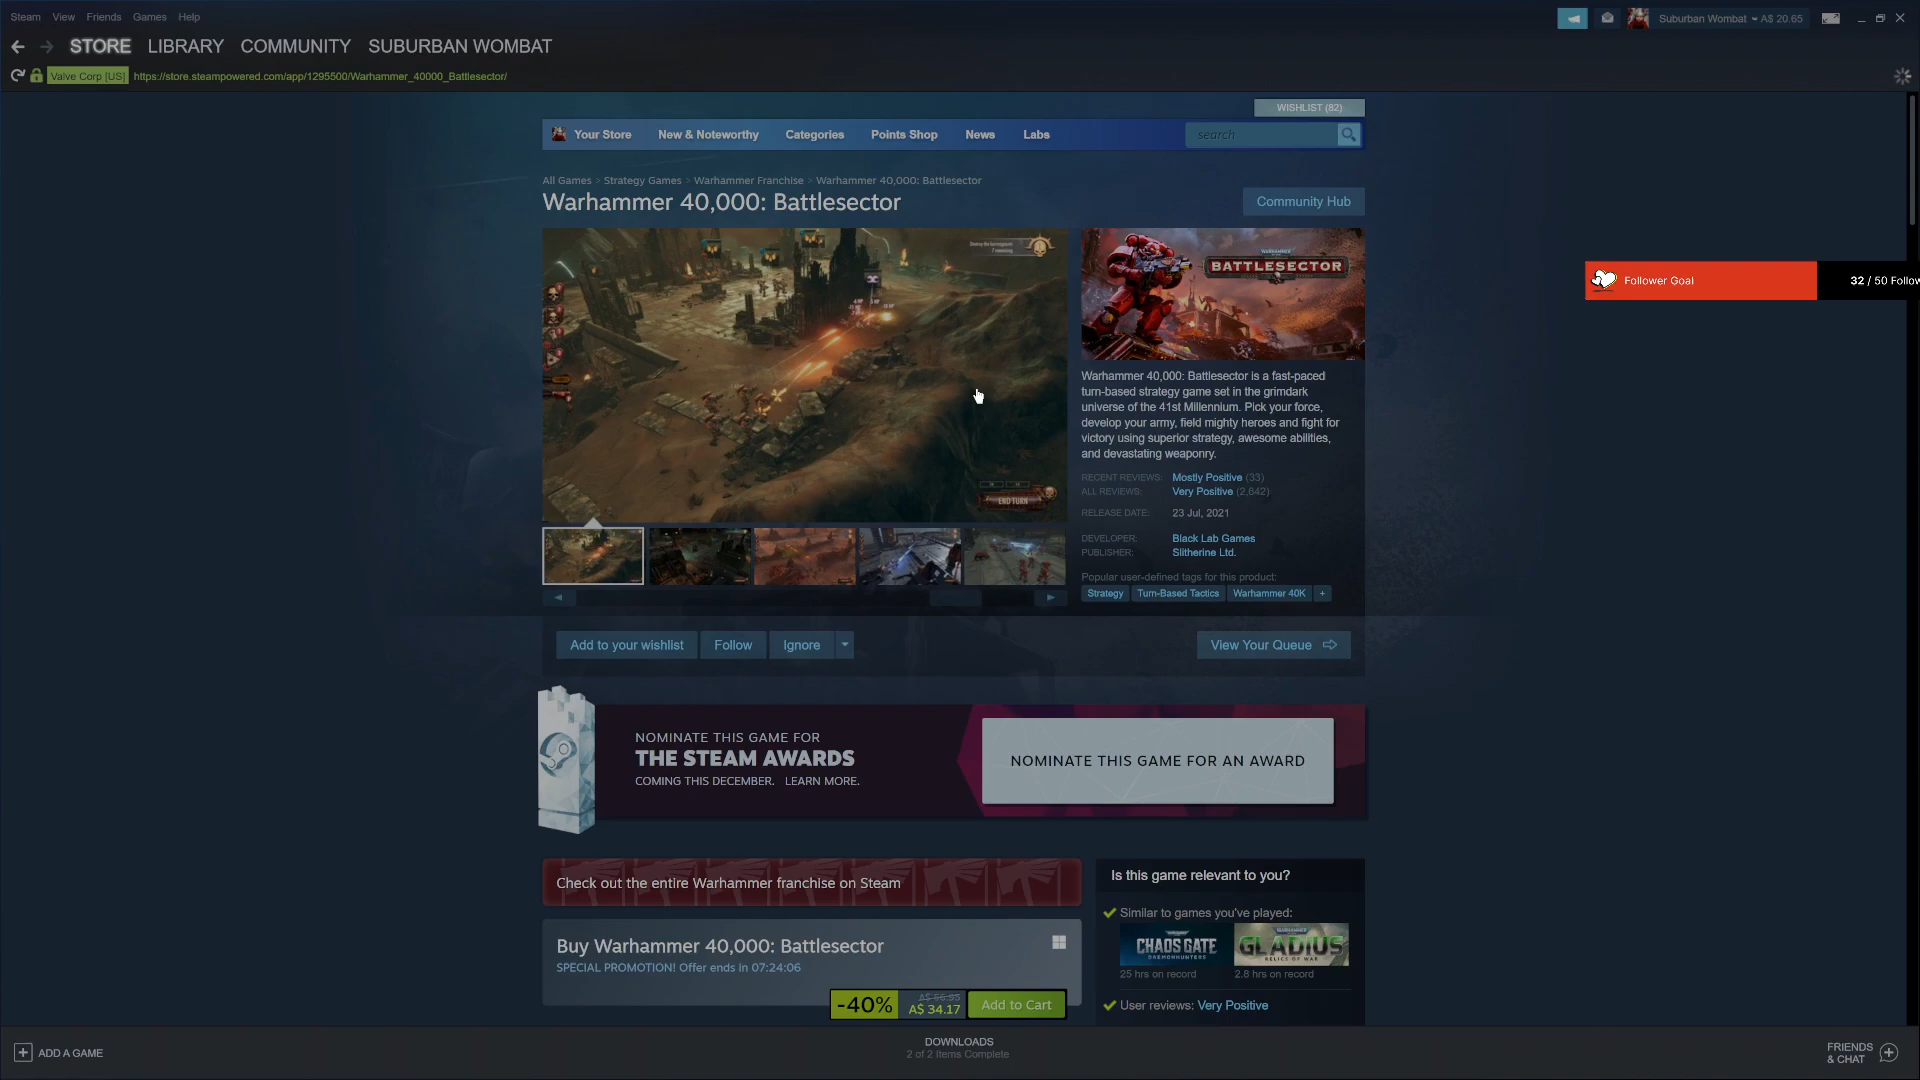 Steam View Friends Games Help
Suburban Wombat A$ 20.65
STORE LIBRARY COMMUNITY SUBURBAN WOMBAT
Valve Corp [US] https://store.steampowered.com/app/1295500/Warhammer_40000_Battlesector/
WISHLIST (82)
Your Store New & Noteworthy Categories Points Shop News Labs search
All Games > Strategy Games > Warhammer Franchise > Warhammer 40,000: Battlesector
Warhammer 40,000: Battlesector
Community Hub
END TURN
WARHAMMER
BATTLESECTOR
Follower Goal 32 / 50 Follow
Warhammer 40,000: Battlesector is a fast-paced
turn-based strategy game set in the grimdark
universe of the 41st Millennium. Pick your force,
develop your army, field mighty heroes and fight for
victory using superior strategy, awesome abilities,
and devastating weaponry.
RECENT REVIEWS: Mostly Positive (33)
ALL REVIEWS: Very Positive (2,642)
RELEASE DATE: 23 Jul, 2021
DEVELOPER: Black Lab Games
PUBLISHER: Slitherine Ltd.
Popular user-defined tags for this product:
Strategy Turn-Based Tactics Warhammer 40K +
Add to your wishlist Follow Ignore
View Your Queue
NOMINATE THIS GAME FOR
THE STEAM AWARDS
COMING THIS DECEMBER. LEARN MORE.
NOMINATE THIS GAME FOR AN AWARD
Check out the entire Warhammer franchise on Steam
Buy Warhammer 40,000: Battlesector
SPECIAL PROMOTION! Offer ends in 07:24:06
-40%
A$ 34.17
Add to Cart
Is this game relevant to you?
Similar to games you've played:
CHAOS GATE
DAEMONHUNTERS
GLADIUS
RELICS OF WAR
25 hrs on record 2.8 hrs on record
User reviews: Very Positive
ADD A GAME
DOWNLOADS
2 of 2 Items Complete
FRIENDS
& CHAT